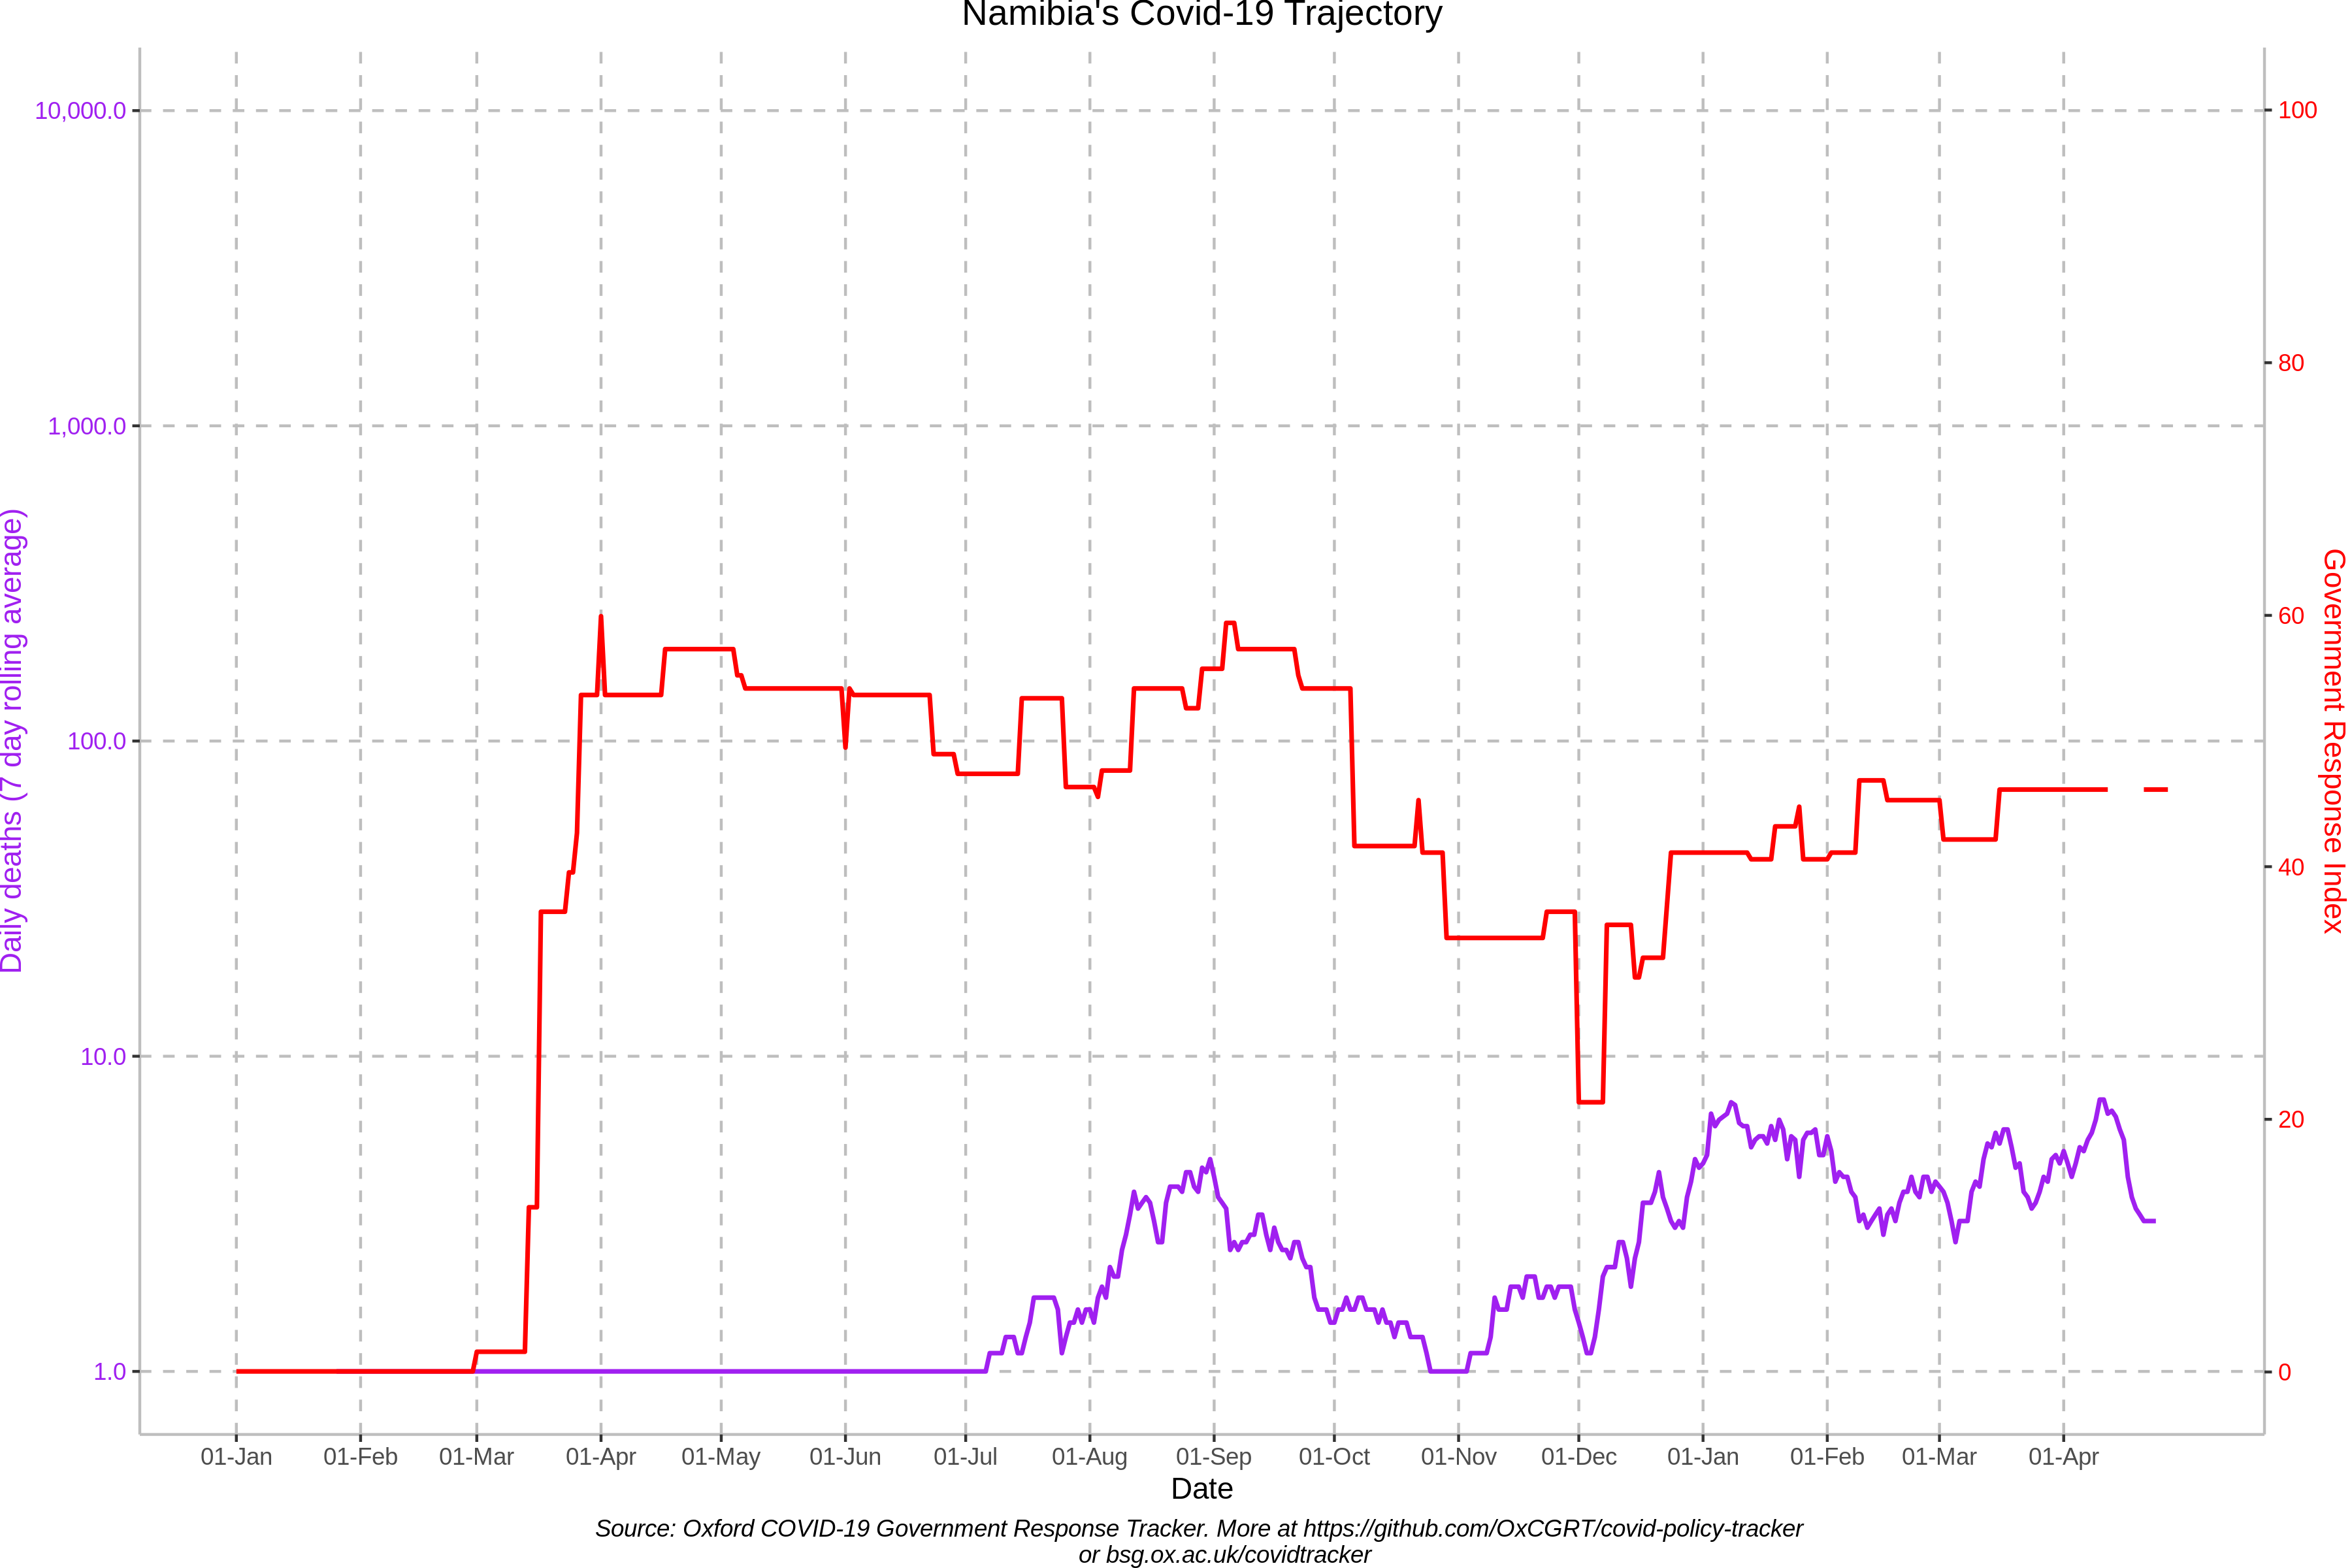 Namibia's Covid-19 Trajectory
10,000.0
1,000.0
100.0
10.0
1.0
Daily deaths (7 day rolling average)
100
80
60
40
20
0
Government Response Index
01-Jan 01-Feb 01-Mar 01-Apr 01-May 01-Jun 01-Jul 01-Aug 01-Sep 01-Oct 01-Nov 01-Dec 01-Jan 01-Feb 01-Mar 01-Apr
Date
Source: Oxford COVID-19 Government Response Tracker. More at https://github.com/OxCGRT/covid-policy-tracker
or bsg.ox.ac.uk/covidtracker